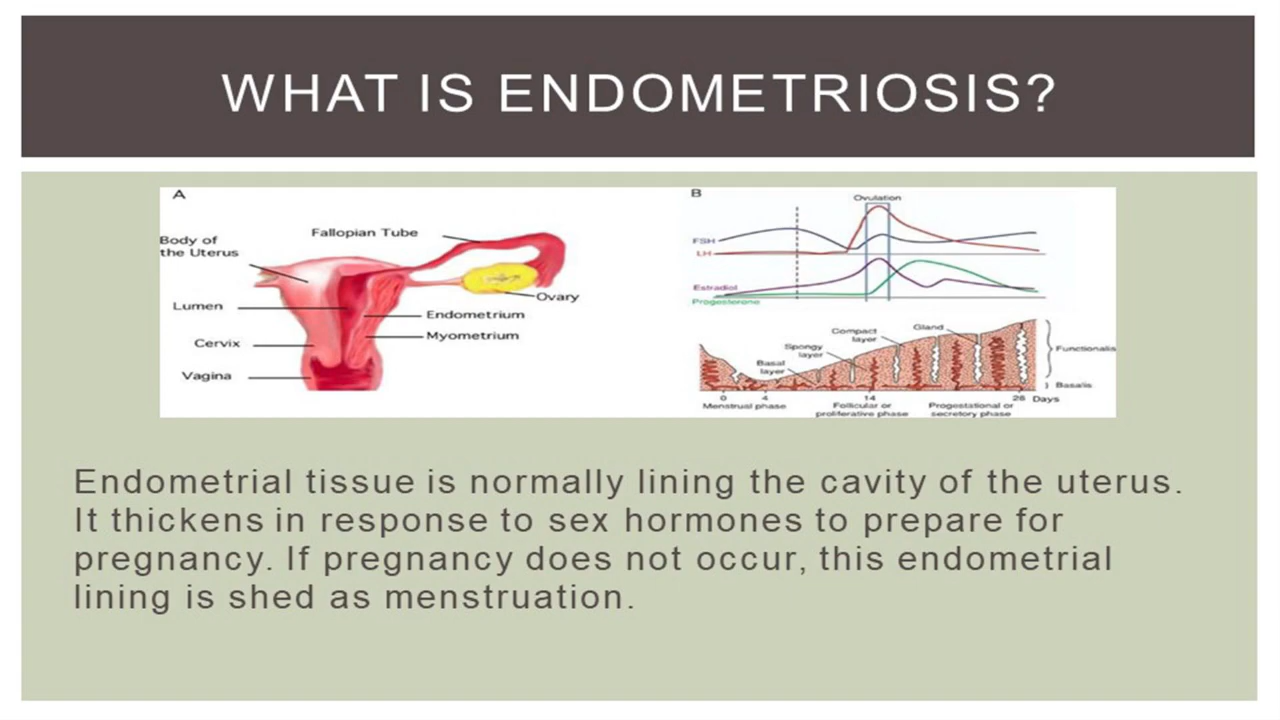 WHAT IS ENDOMETRIOSIS?
A
Body of
the Uterus
Fallopian Tube
Lumen
Ovary
Endometrium
Myometrium
Cervix
Vagina
B
Ovulation
FSH
LH
Estradiol
Progesterone
Gland
Compact
layer
Spongy
layer
Basal
layer
Functionalis
Basalis
0 4 14 28 Days
Menstrual phase
Follicular or
proliferative phase
Progestational or
secretory phase
Endometrial tissue is normally lining the cavity of the uterus.
It thickens in response to sex hormones to prepare for
pregnancy. If pregnancy does not occur, this endometrial
lining is shed as menstruation.